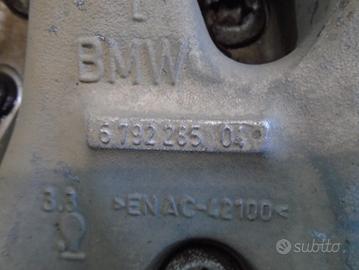 L
BMW
6 792 285 04
3.3
>EN AC-42100<
subito